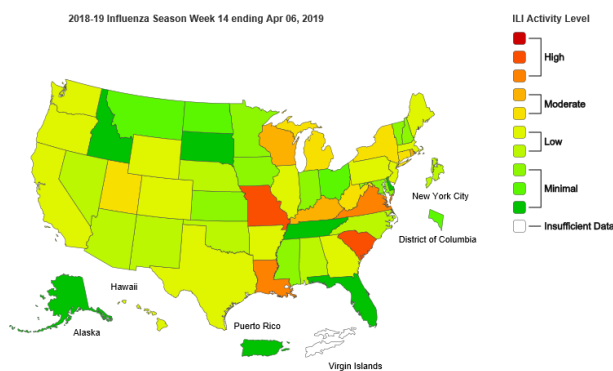 2018-19 Influenza Season Week 14 ending Apr 06, 2019
ILI Activity Level
High
Moderate
Low
Minimal
Insufficient Data
New York City
District of Columbia
Hawaii
Alaska
Puerto Rico
Virgin Islands